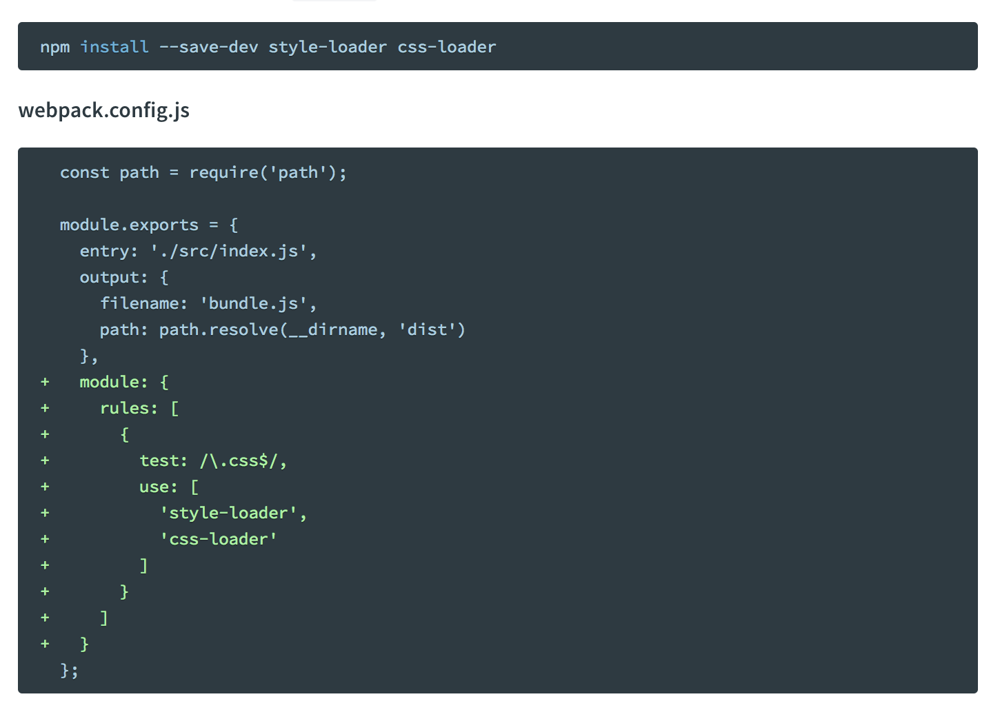 npm install --save-dev style-loader css-loader
webpack.config.js
  const path = require('path');

  module.exports = {
    entry: './src/index.js',
    output: {
      filename: 'bundle.js',
      path: path.resolve(__dirname, 'dist')
    },
+   module: {
+     rules: [
+       {
+         test: /\.css$/,
+         use: [
+           'style-loader',
+           'css-loader'
+         ]
+       }
+     ]
+   }
  };